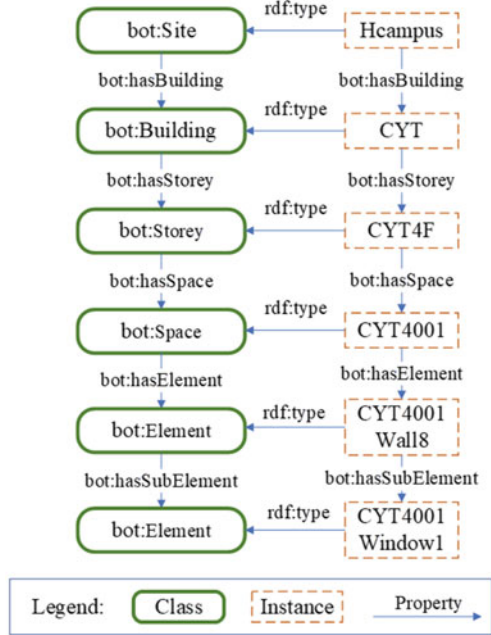 bot:Site rdf:type Hcampus
bot:hasBuilding bot:hasBuilding
bot:Building rdf:type CYT
bot:hasStorey bot:hasStorey
bot:Storey rdf:type CYT4F
bot:hasSpace bot:hasSpace
bot:Space rdf:type CYT4001
bot:hasElement bot:hasElement
bot:Element rdf:type CYT4001
Wall8
bot:hasSubElement bot:hasSubElement
bot:Element rdf:type CYT4001
Window1
Legend: Class Instance Property